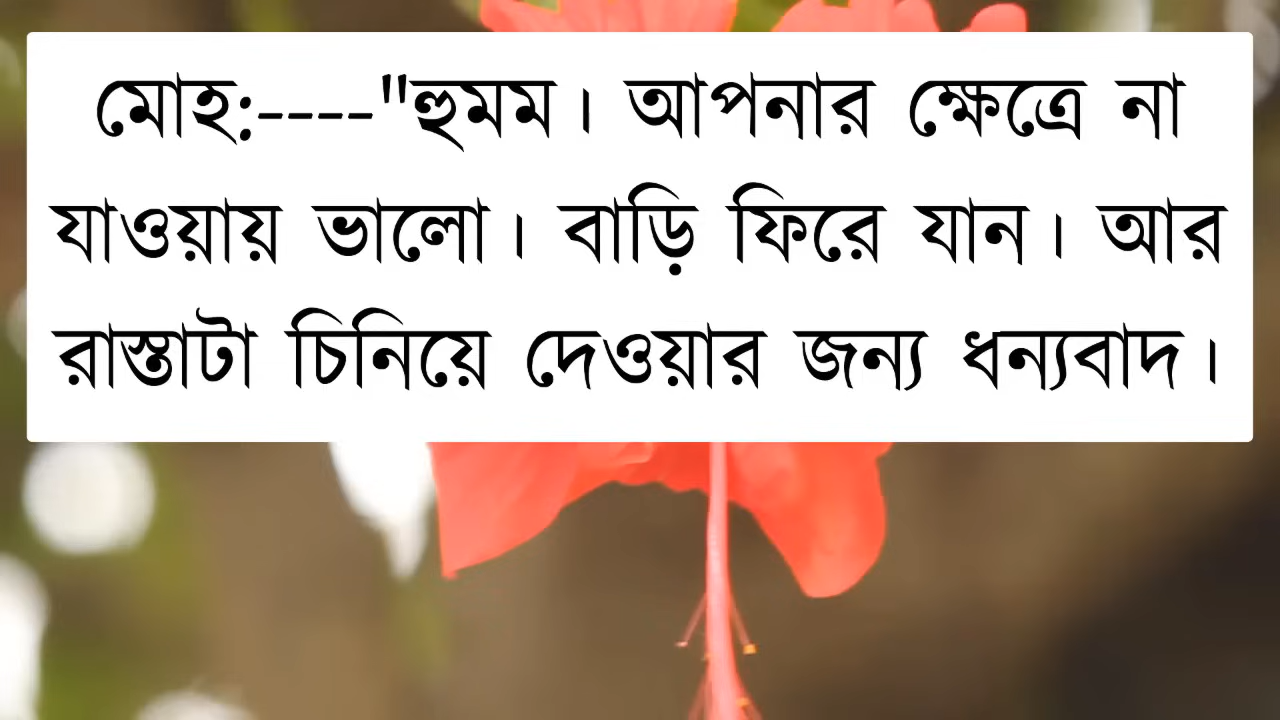 মোহ:----"হুমম। আপনার ক্ষেত্রে না
যাওয়ায় ভালো। বাড়ি ফিরে যান। আর
রাস্তাটা চিনিয়ে দেওয়ার জন্য ধন্যবাদ।